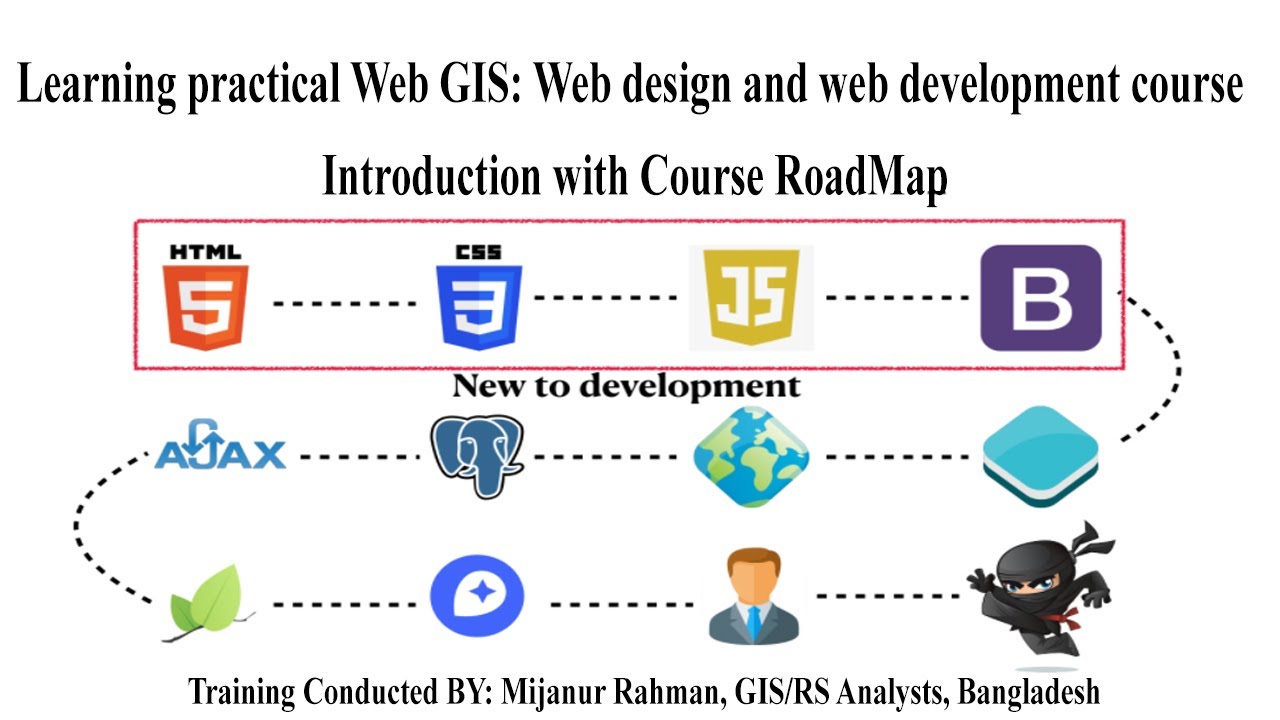 Learning practical Web GIS: Web design and web development course
Introduction with Course RoadMap
HTML CSS JS B
5 3
New to development
AJAX
Training Conducted BY: Mijanur Rahman, GIS/RS Analysts, Bangladesh